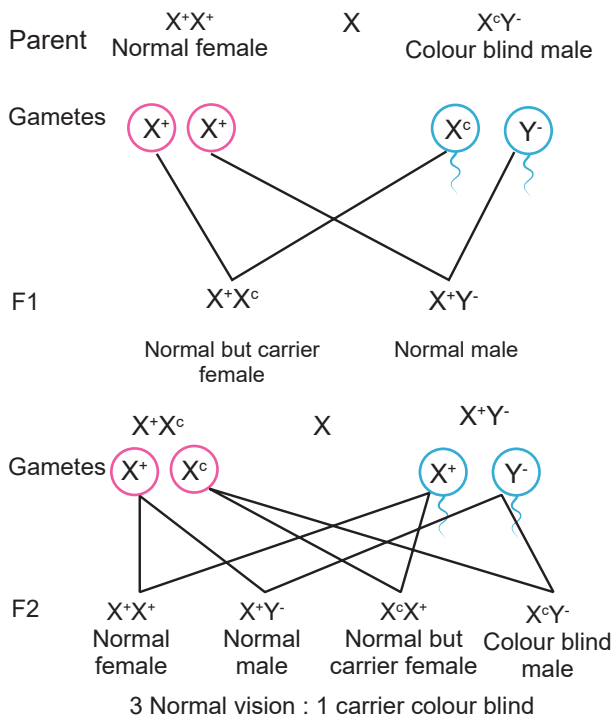 Parent X⁺X⁺ X XᶜY⁻
Normal female Colour blind male
Gametes X⁺ X⁺ Xᶜ Y⁻
F1 X⁺Xᶜ X⁺Y⁻
Normal but carrier Normal male
female
X⁺Xᶜ X X⁺Y⁻
Gametes X⁺ Xᶜ X⁺ Y⁻
F2 X⁺X⁺ X⁺Y⁻ XᶜX⁺ XᶜY⁻
Normal Normal Normal but Colour blind
female male carrier female male
3 Normal vision : 1 carrier colour blind